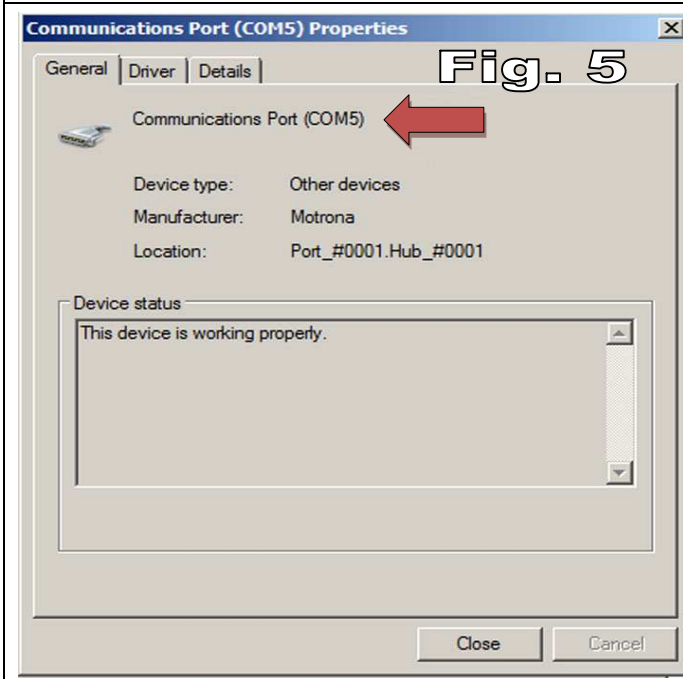 Communications Port (COM5) Properties
General Driver Details
Fig. 5
Communications Port (COM5)
Device type: Other devices
Manufacturer: Motrona
Location: Port_#0001.Hub_#0001
Device status
This device is working properly.
Close Cancel